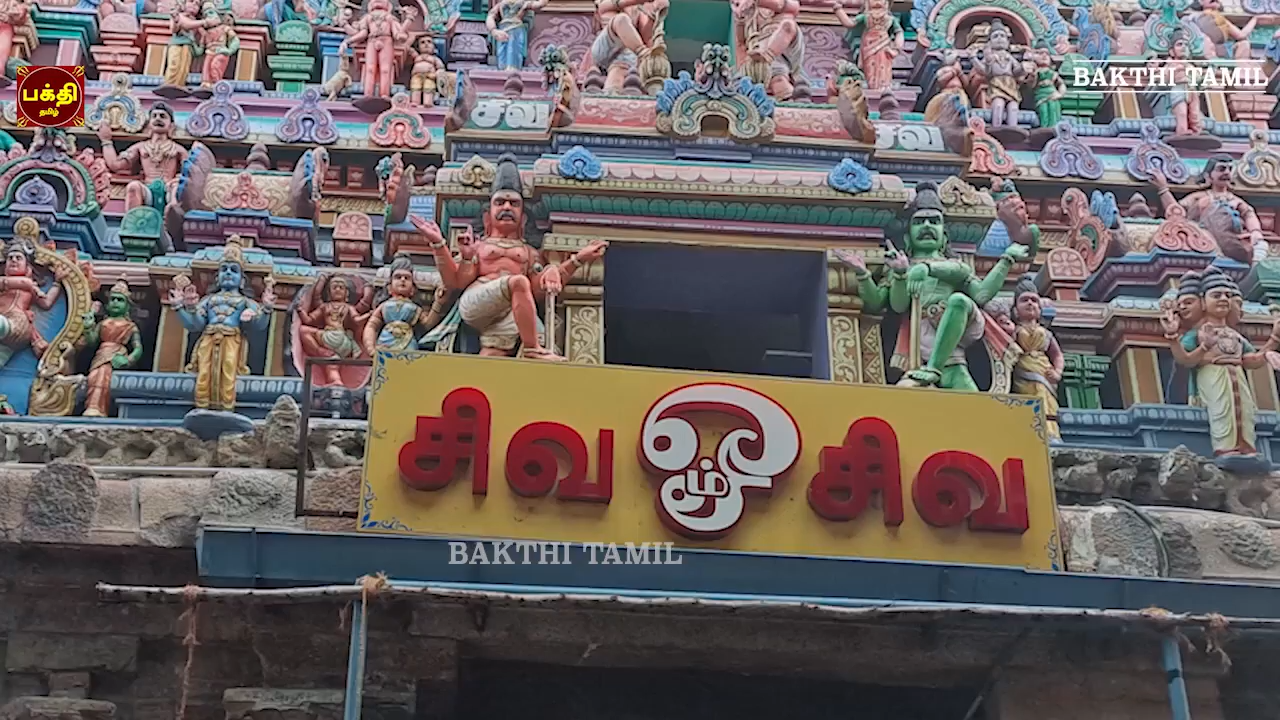 பக்தி
தமிழ்
BAKTHI TAMIL
சிவ சிவ
சிவ ஓம் சிவ
BAKTHI TAMIL